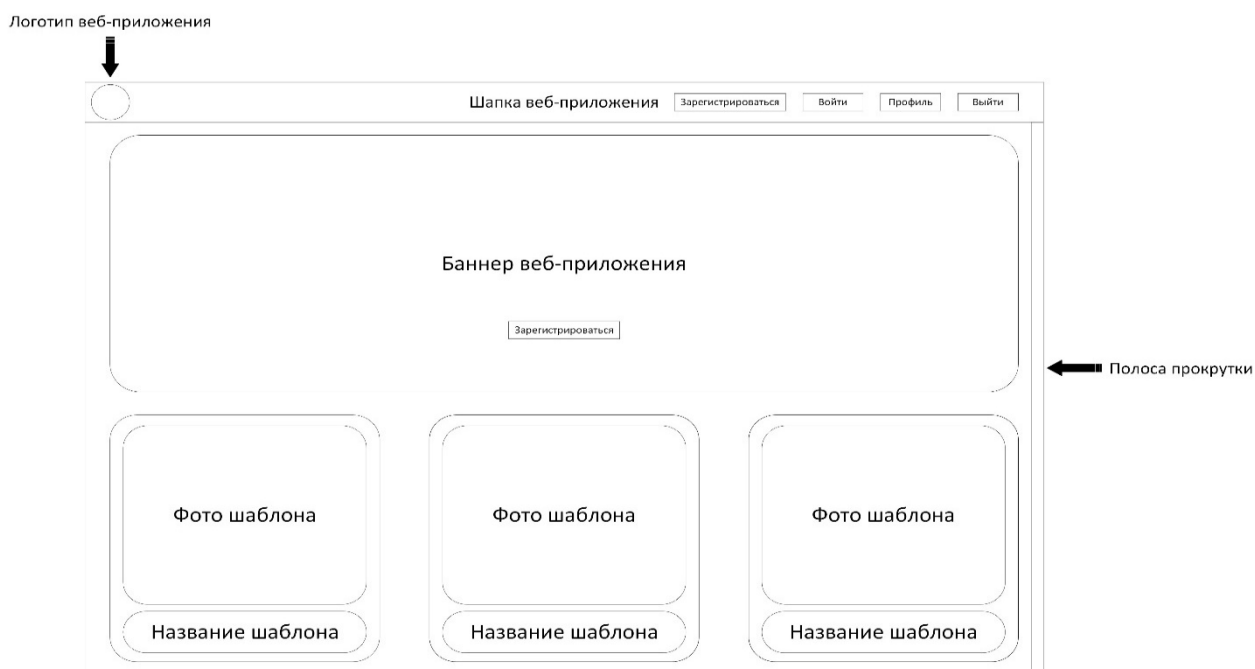 Логотип веб-приложения
Шапка веб-приложения
Зарегистрироваться
Войти
Профиль
Выйти
Баннер веб-приложения
Зарегистрироваться
Полоса прокрутки
Фото шаблона
Фото шаблона
Фото шаблона
Название шаблона
Название шаблона
Название шаблона